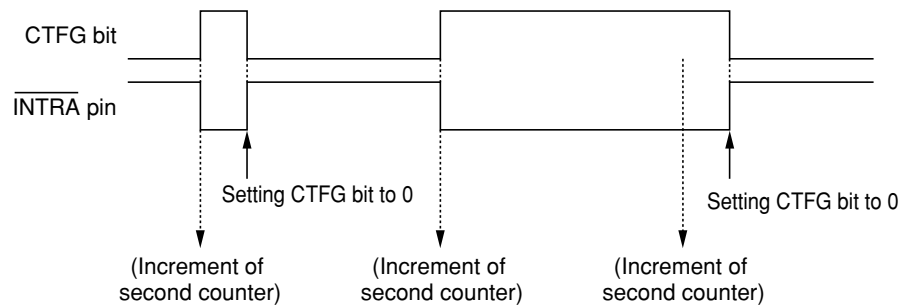 CTFG bit
INTRA pin
Setting CTFG bit to 0
Setting CTFG bit to 0
(Increment of
second counter)
(Increment of
second counter)
(Increment of
second counter)